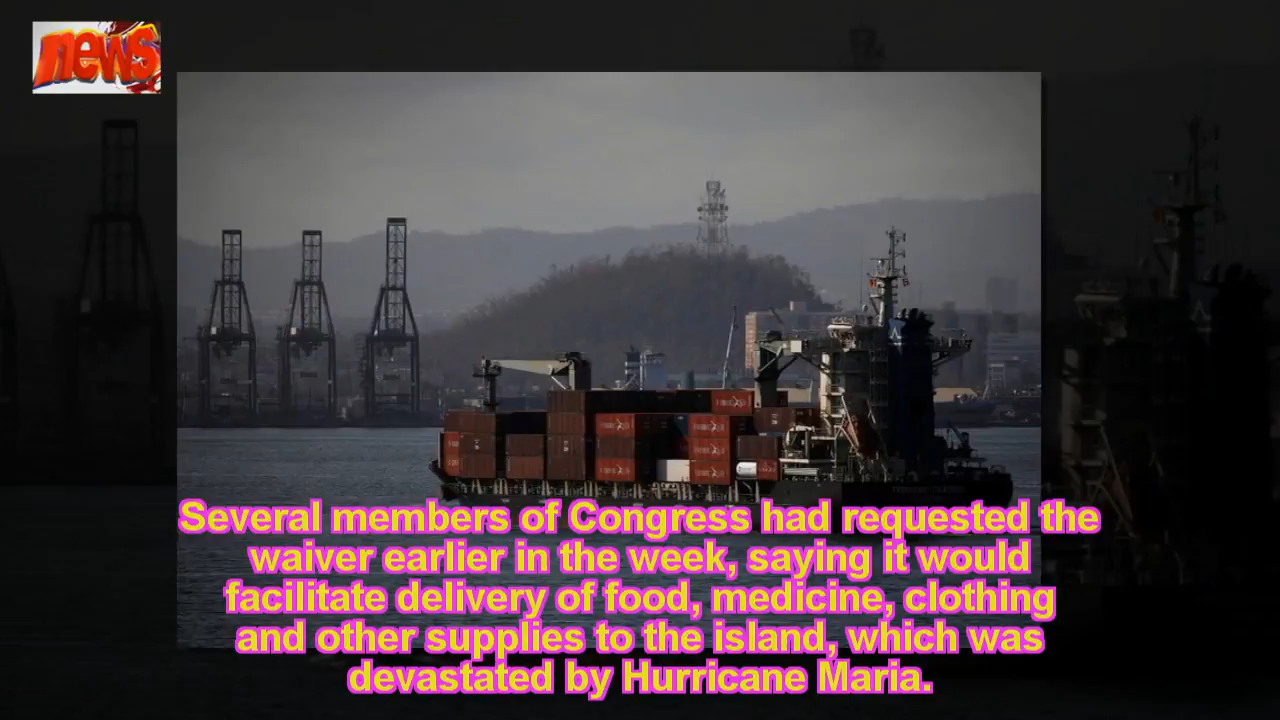 news
Several members of Congress had requested the
waiver earlier in the week, saying it would
facilitate delivery of food, medicine, clothing
and other supplies to the island, which was
devastated by Hurricane Maria.